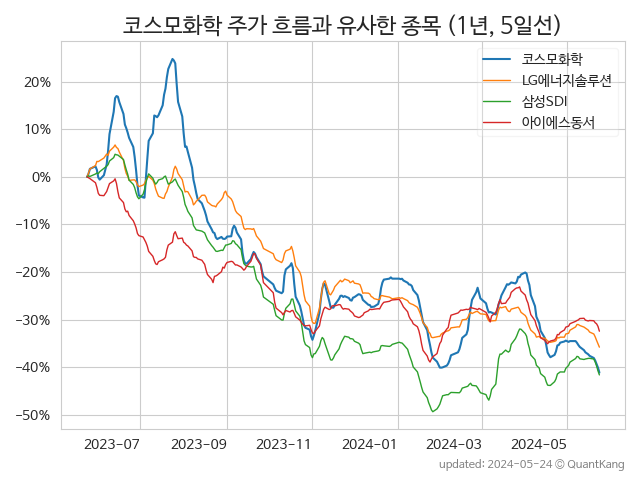 코스모화학 주가 흐름과 유사한 종목 (1년, 5일선)
코스모화학
LG에너지솔루션
삼성SDI
아이에스동서
20%
10%
0%
−10%
−20%
−30%
−40%
−50%
2023-07
2023-09
2023-11
2024-01
2024-03
2024-05
updated: 2024-05-24 © QuantKang